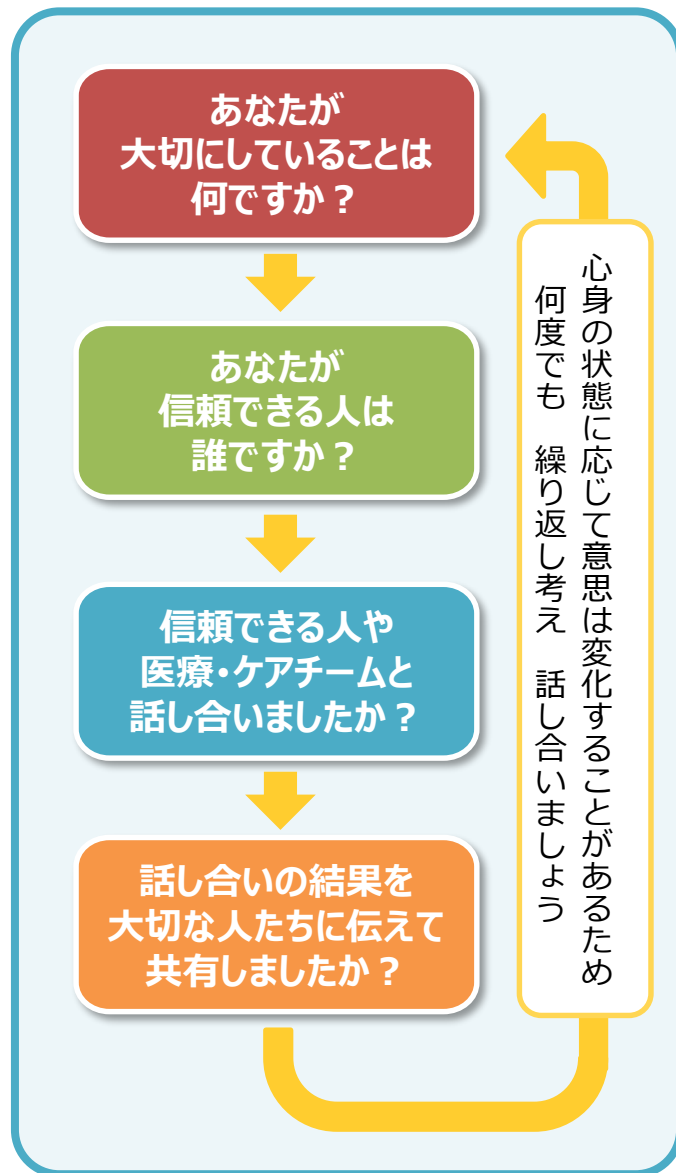 あなたが
大切にしていることは
何ですか？
あなたが
信頼できる人は
誰ですか？
信頼できる人や
医療・ケアチームと
話し合いましたか？
話し合いの結果を
大切な人たちに伝えて
共有しましたか？
心身の状態に応じて意思は変化することがあるため
何度でも　繰り返し考え　話し合いましょう